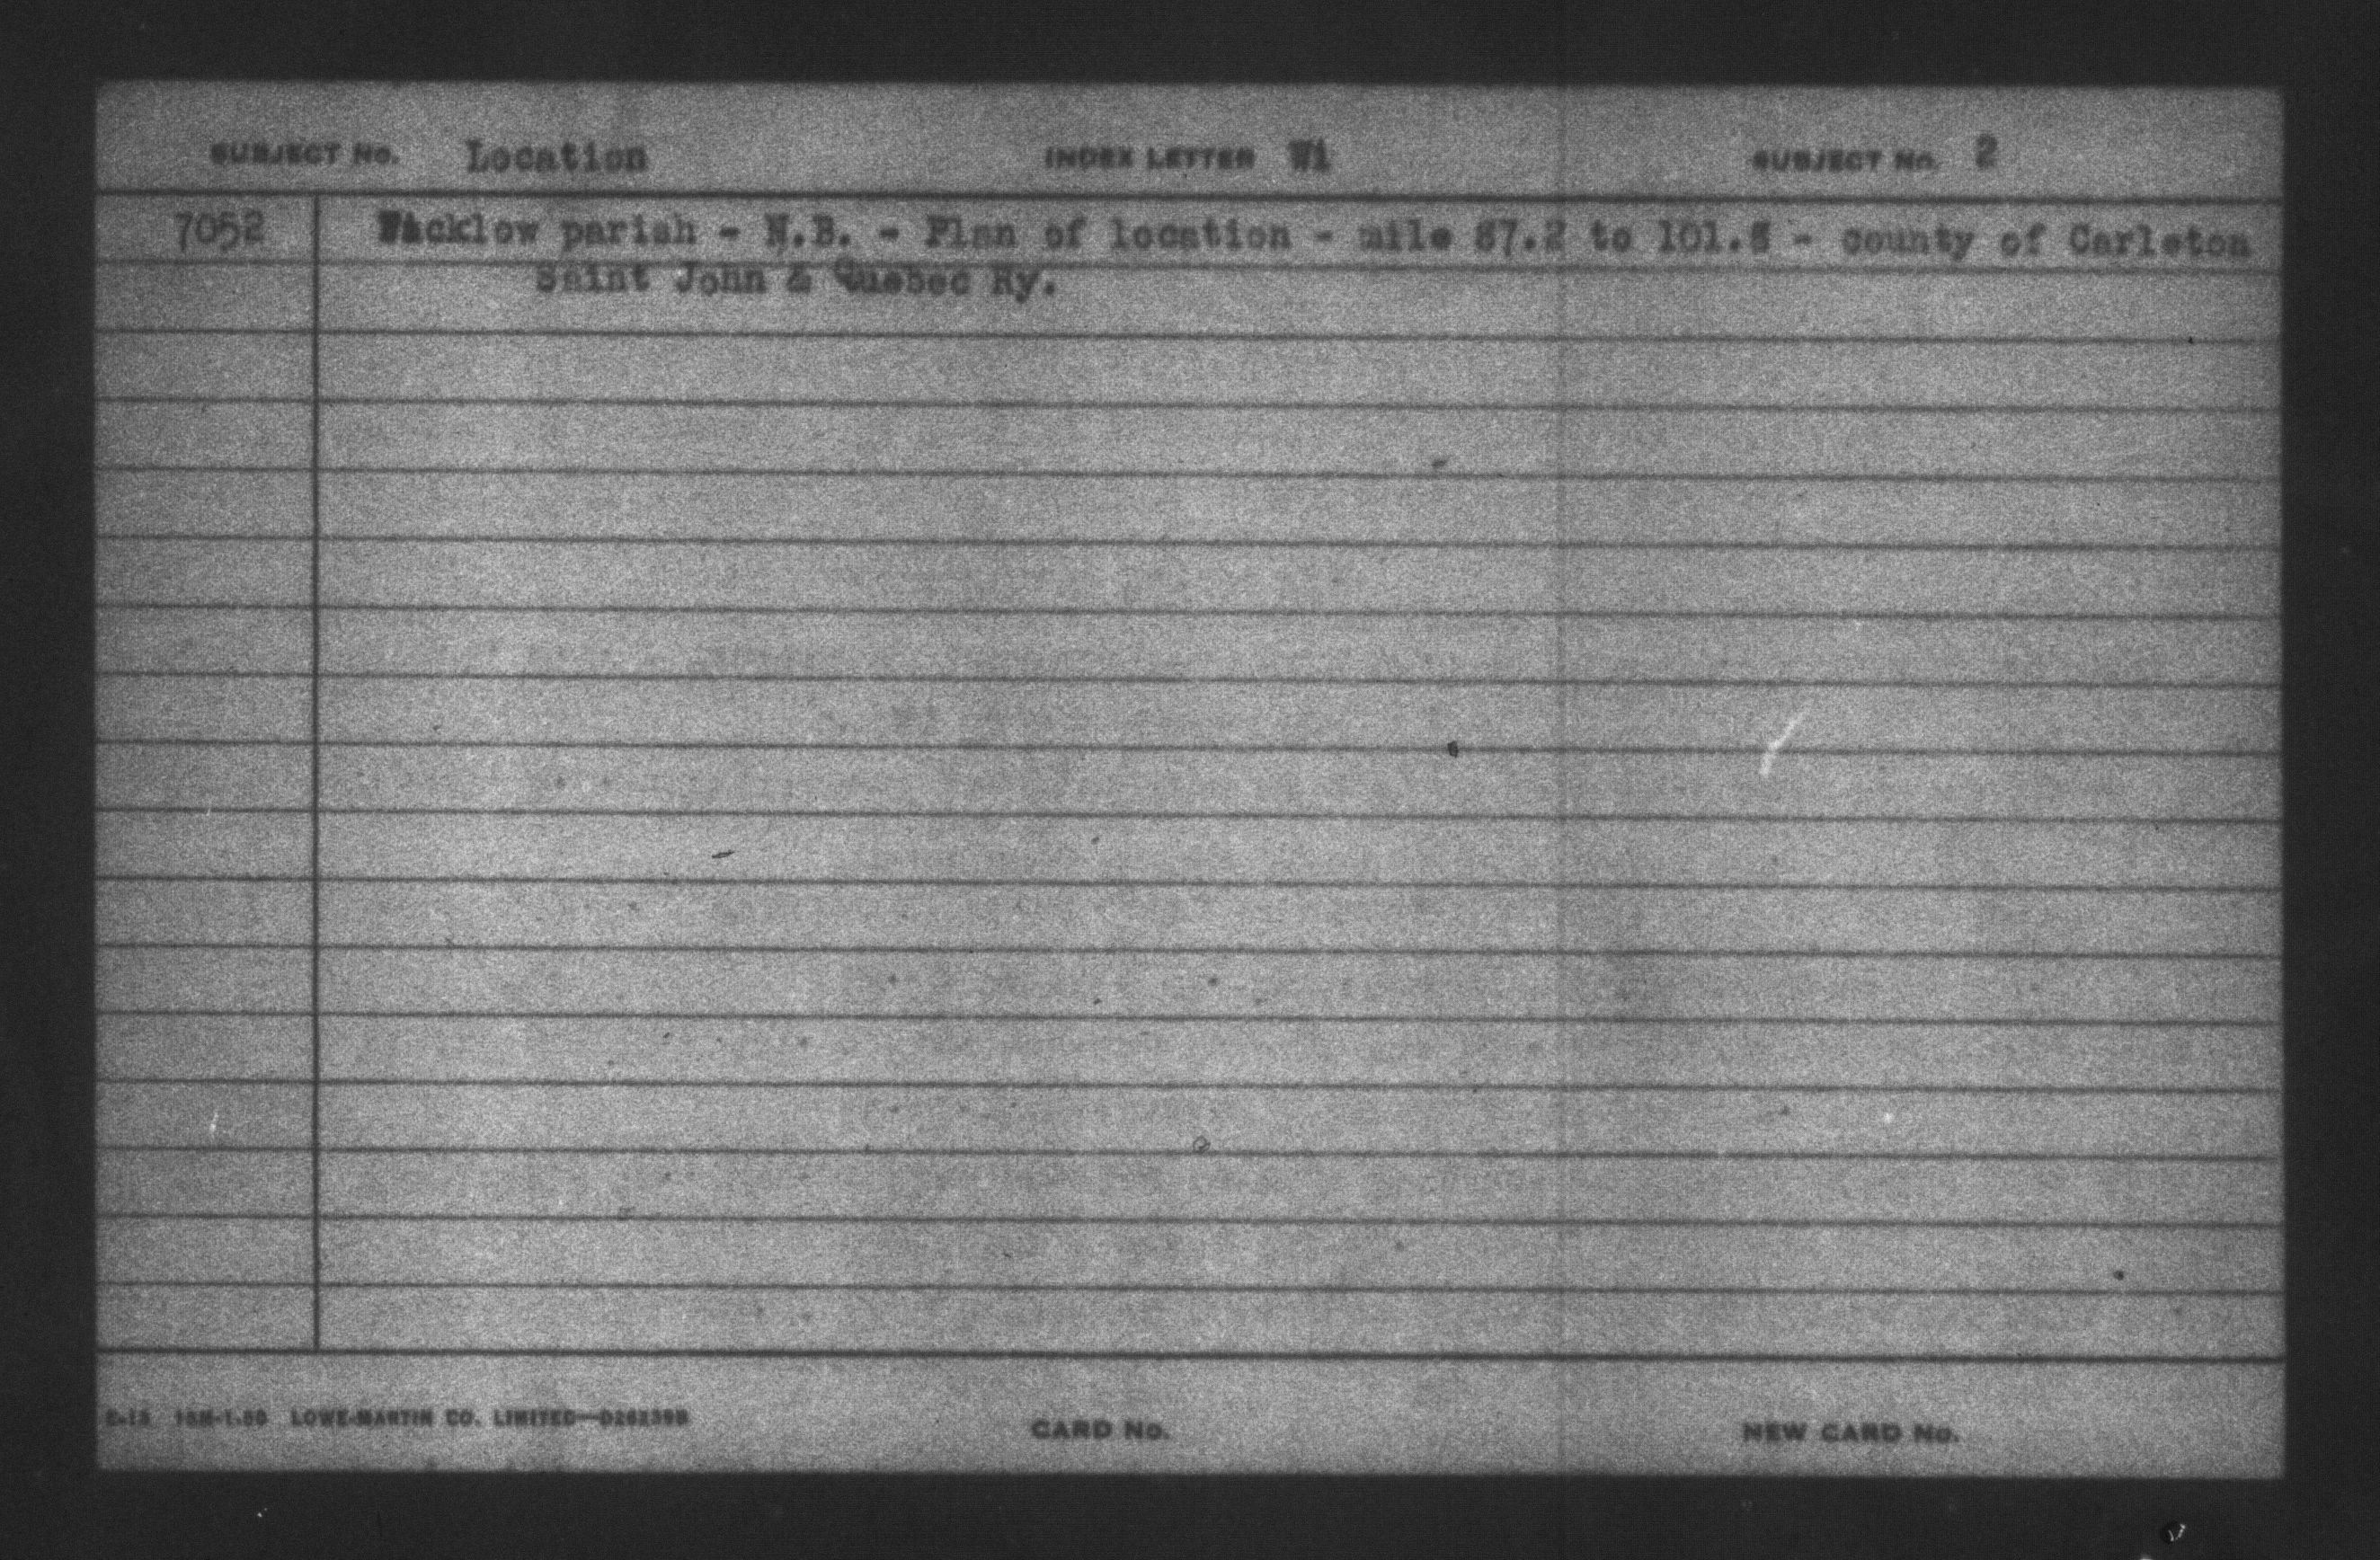 SUBJECT No. Location INDEX LETTER Wi SUBJECT No. 2
7052 Wicklow parish - N.B. - Plan of location - mile 87.2 to 101.5 - county of Carleton
Saint John & Quebec Ry.
LOWE-MARTIN CO. LIMITED
CARD No. NEW CARD No.